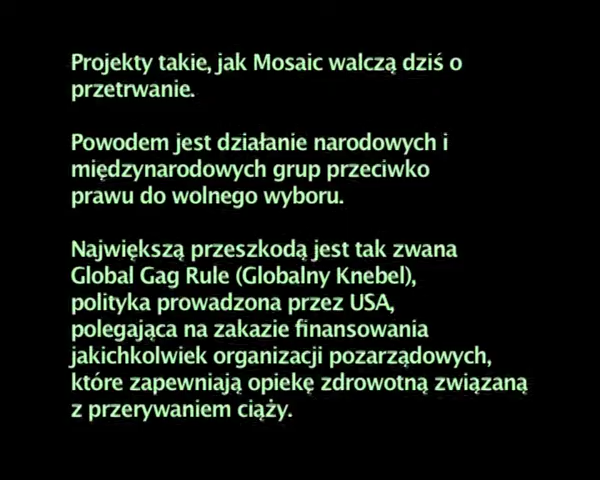 Projekty takie, jak Mosaic walczą dziś o
przetrwanie.
Powodem jest działanie narodowych i
międzynarodowych grup przeciwko
prawu do wolnego wyboru.
Największą przeszkodą jest tak zwana
Global Gag Rule (Globalny Knebel),
polityka prowadzona przez USA,
polegająca na zakazie finansowania
jakichkolwiek organizacji pozarządowych,
które zapewniają opiekę zdrowotną związaną
z przerywaniem ciąży.